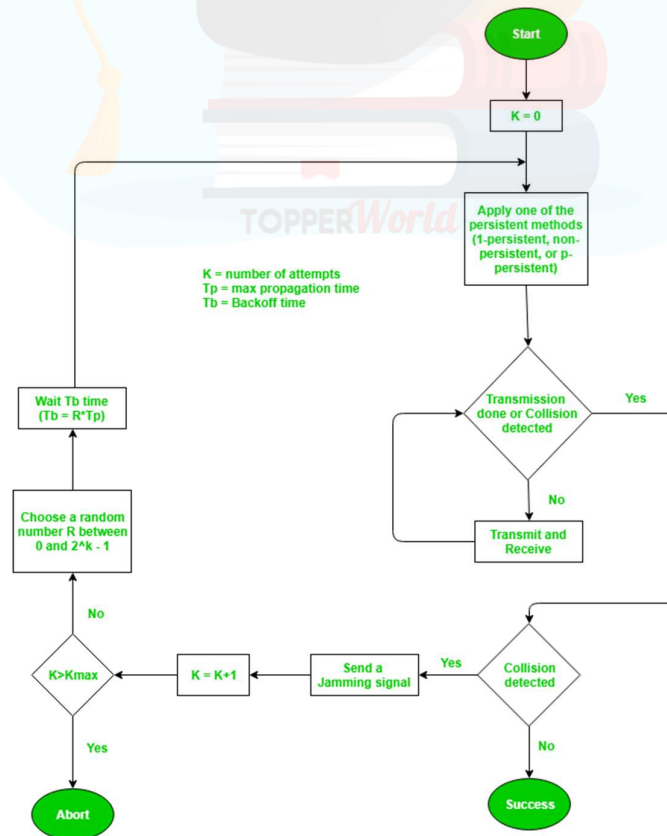 Start
K = 0
TOPPERWorld
Apply one of the
persistent methods
(1-persistent, non-
persistent, or p-
persistent)
K = number of attempts
Tp = max propagation time
Tb = Backoff time
Transmission
done or Collision
detected
Yes
No
Transmit and
Receive
Wait Tb time
(Tb = R*Tp)
Choose a random
number R between
0 and 2^k - 1
No
K>Kmax
Yes
Abort
K = K+1
Send a
Jamming signal
Yes
Collision
detected
No
Success